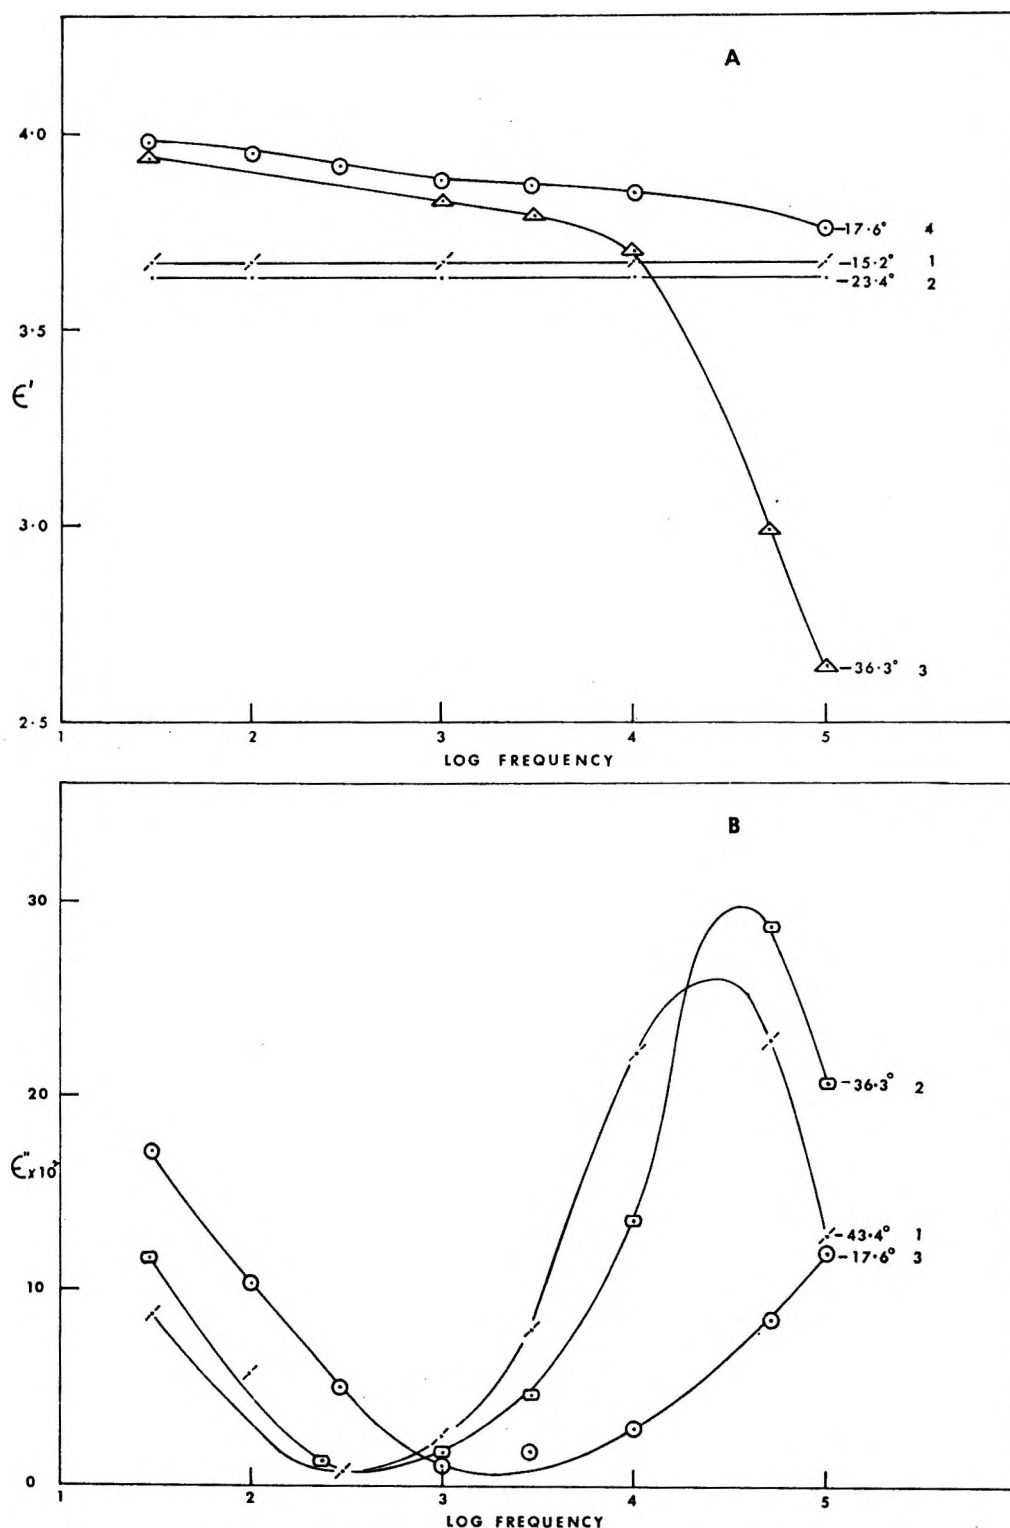 A
4·0
3·5
ϵ'
3·0
2·5
-17·6° 4
-15·2° 1
-23·4° 2
-36·3° 3
1 2 3 4 5
LOG FREQUENCY
B
30
20
ϵ"x10²
10
0
-36·3° 2
-43·4° 1
-17·6° 3
1 2 3 4 5
LOG FREQUENCY